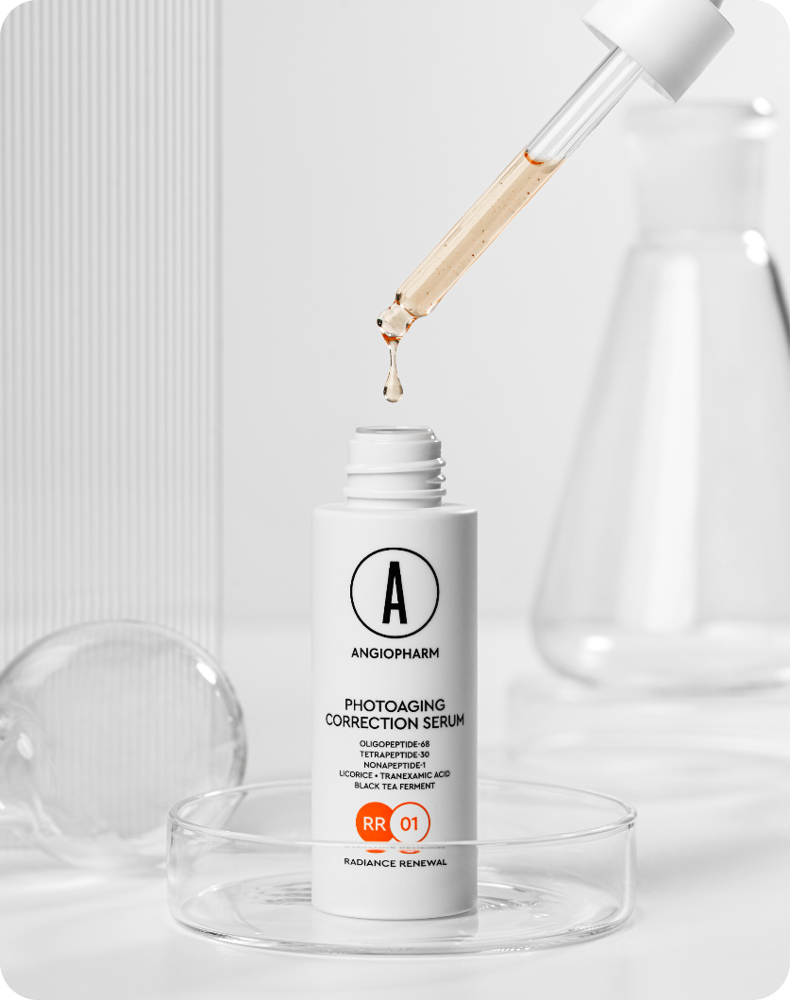 A
ANGIOPHARM
PHOTOAGING
CORRECTION SERUM
OLIGOPEPTIDE-68
TETRAPEPTIDE-30
NONAPEPTIDE-1
LICORICE • TRANEXAMIC ACID
BLACK TEA FERMENT
RR 01
RADIANCE RENEWAL